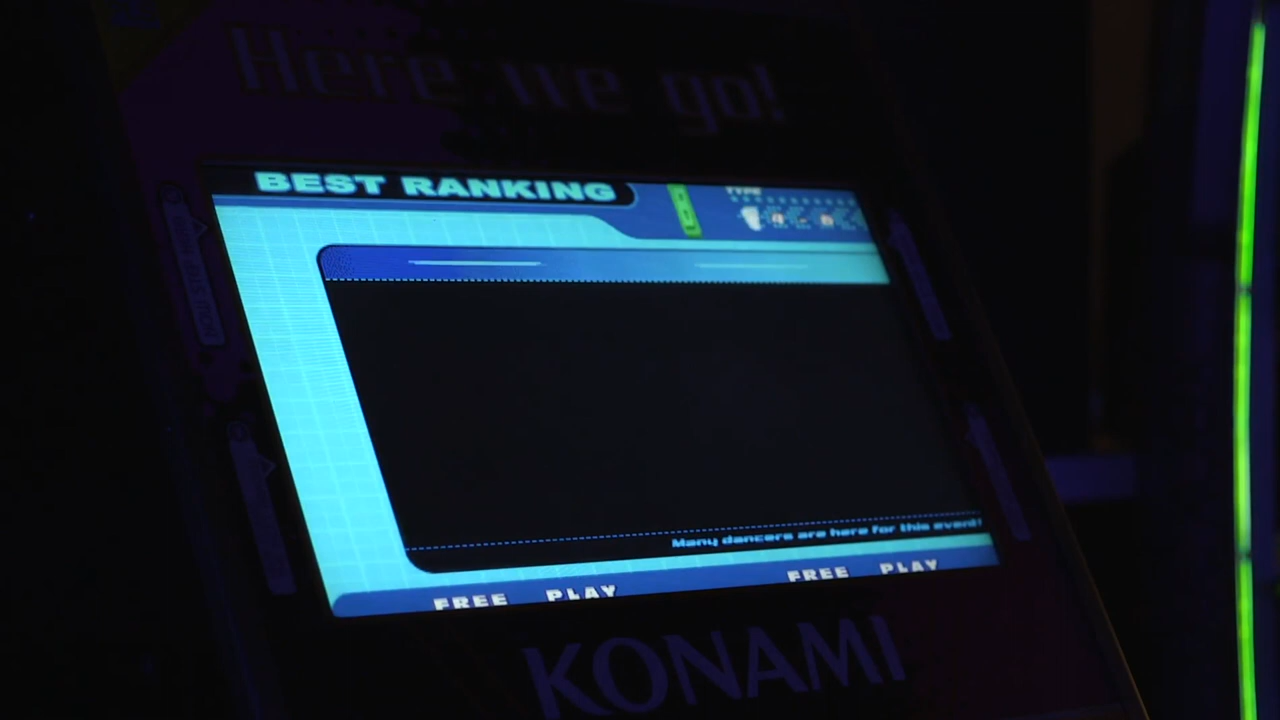 Here we go!
BEST RANKING
TYPE
Many dancers are here for this event!
FREE PLAY
FREE PLAY
KONAMI